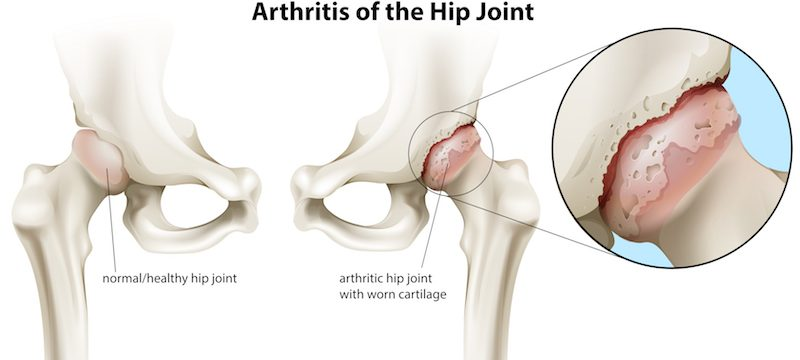 Arthritis of the Hip Joint
normal/healthy hip joint
arthritic hip joint
with worn cartilage